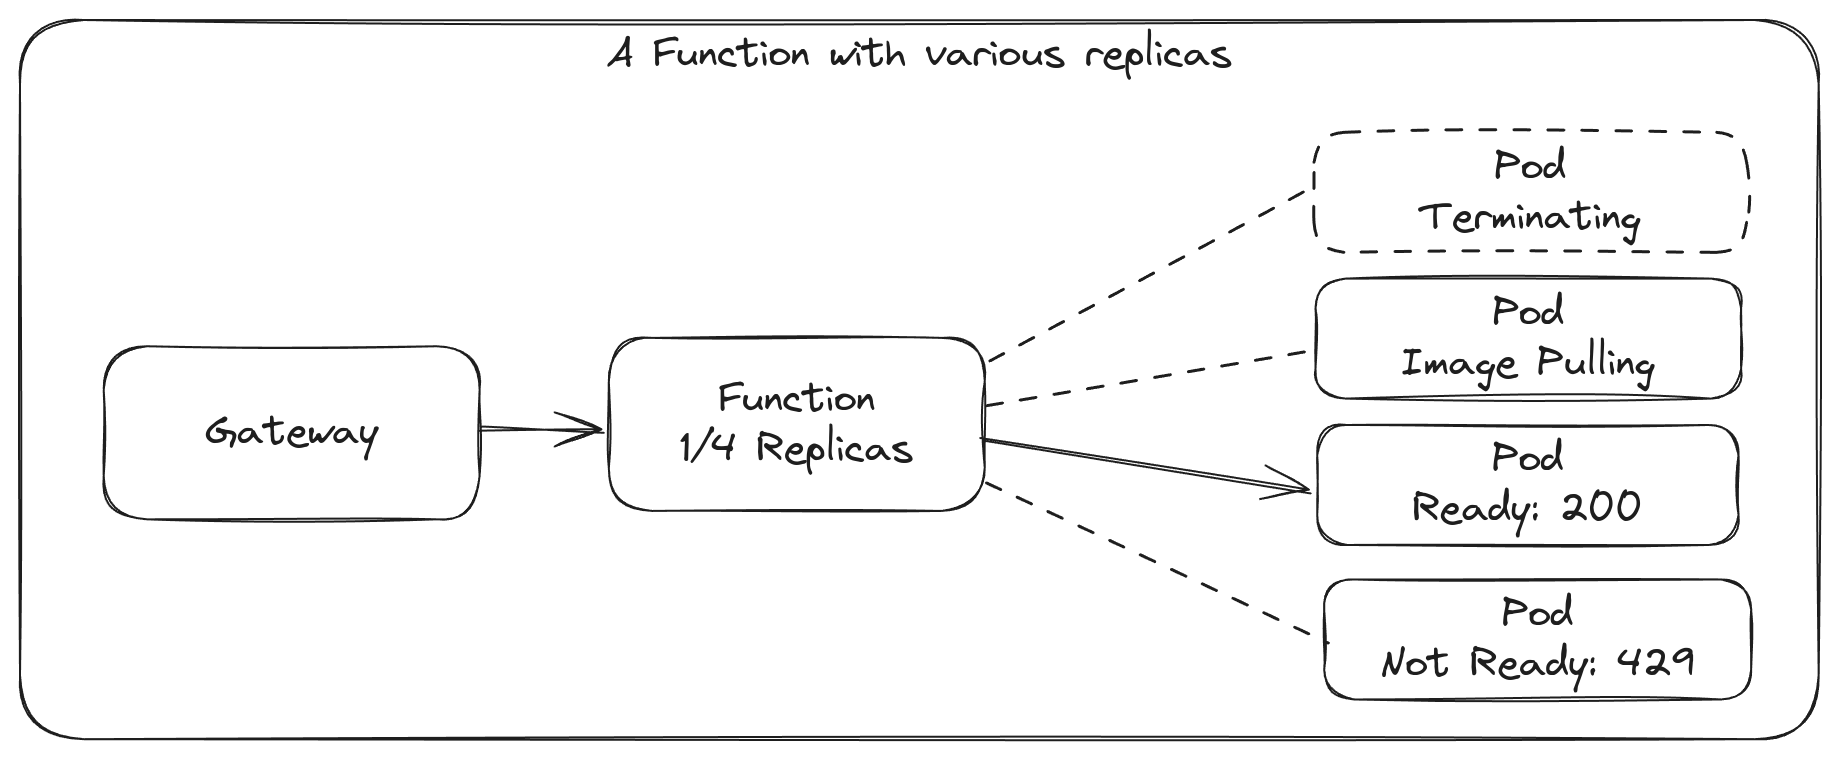 A Function with various replicas
Gateway
Function
1/4 Replicas
Pod
Terminating
Pod
Image Pulling
Pod
Ready: 200
Pod
Not Ready: 429